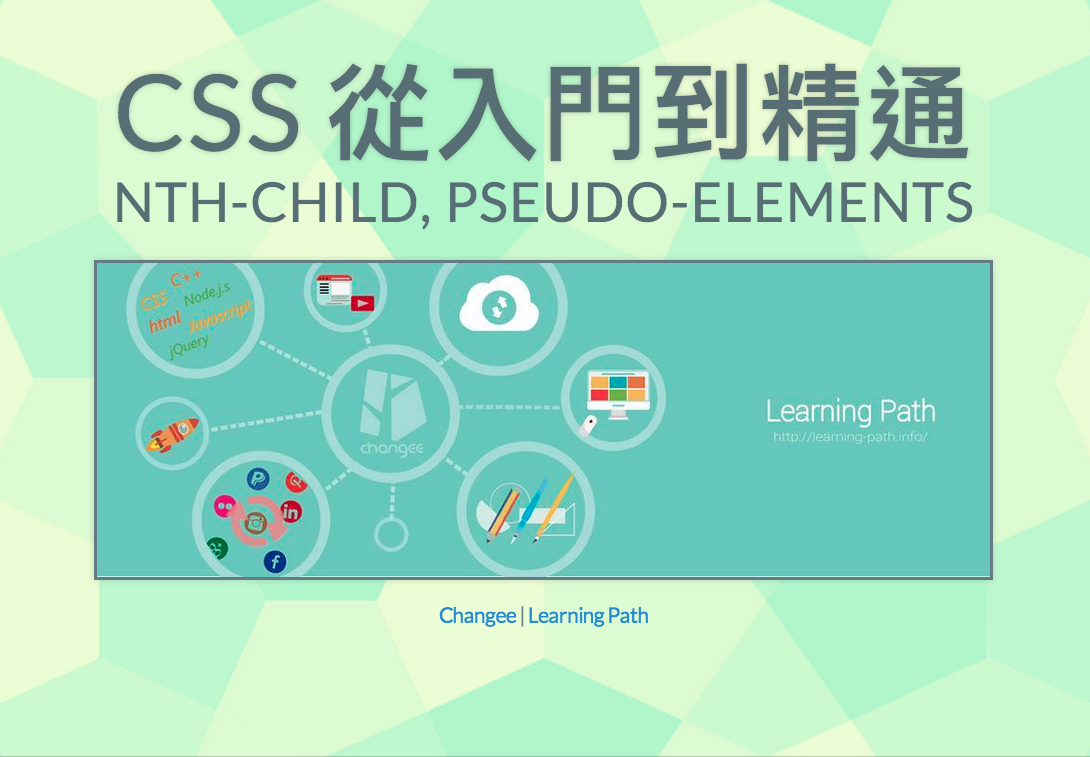 CSS 從入門到精通
NTH-CHILD, PSEUDO-ELEMENTS
C++
CSS
Node.js
html
Javascript
jQuery
changee
Learning Path
http://learning-path.info/
Changee | Learning Path